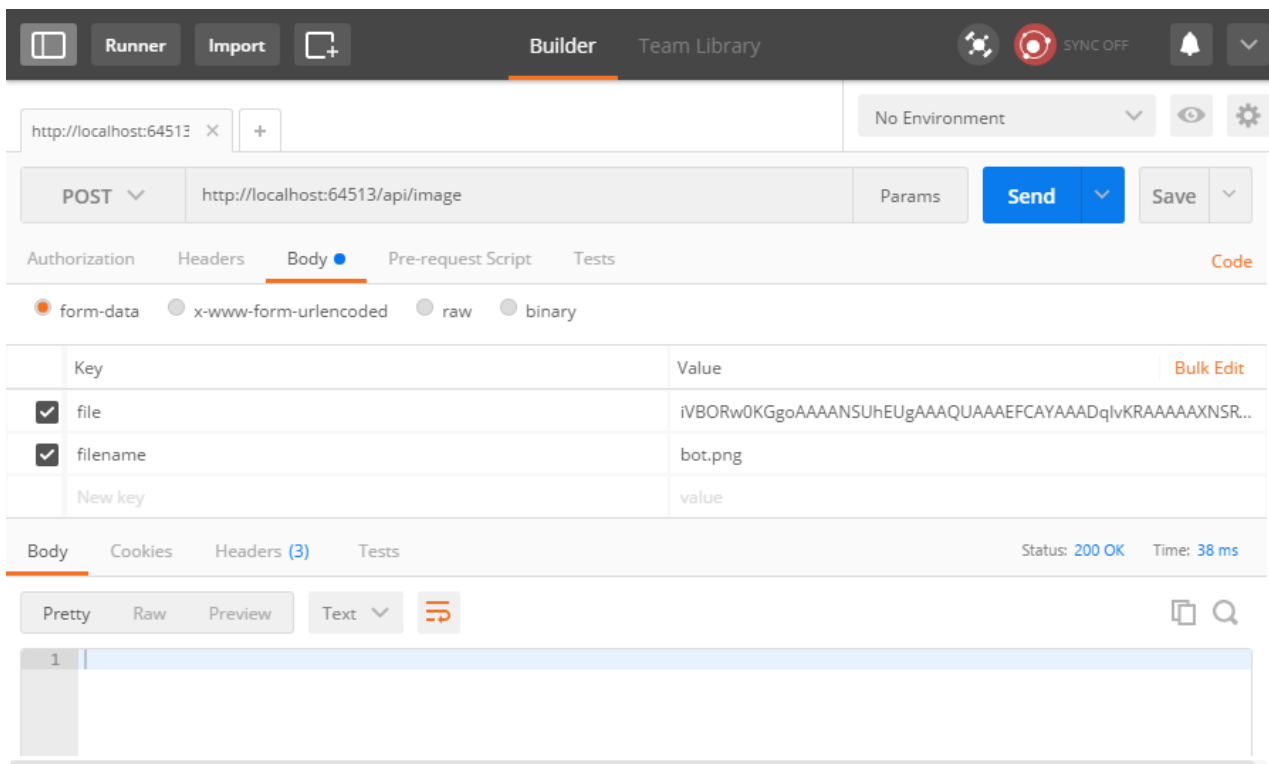 Runner Import Builder Team Library SYNC OFF
http://localhost:64513 No Environment
POST http://localhost:64513/api/image Params Send Save
Authorization Headers Body Pre-request Script Tests Code
form-data x-www-form-urlencoded raw binary
Key Value Bulk Edit
file iVBORw0KGgoAAAANSUhEUgAAAQUAAAEFCAYAAADqlvKRAAAAAXNSR...
filename bot.png
New key value
Body Cookies Headers (3) Tests Status: 200 OK Time: 38 ms
Pretty Raw Preview Text
1